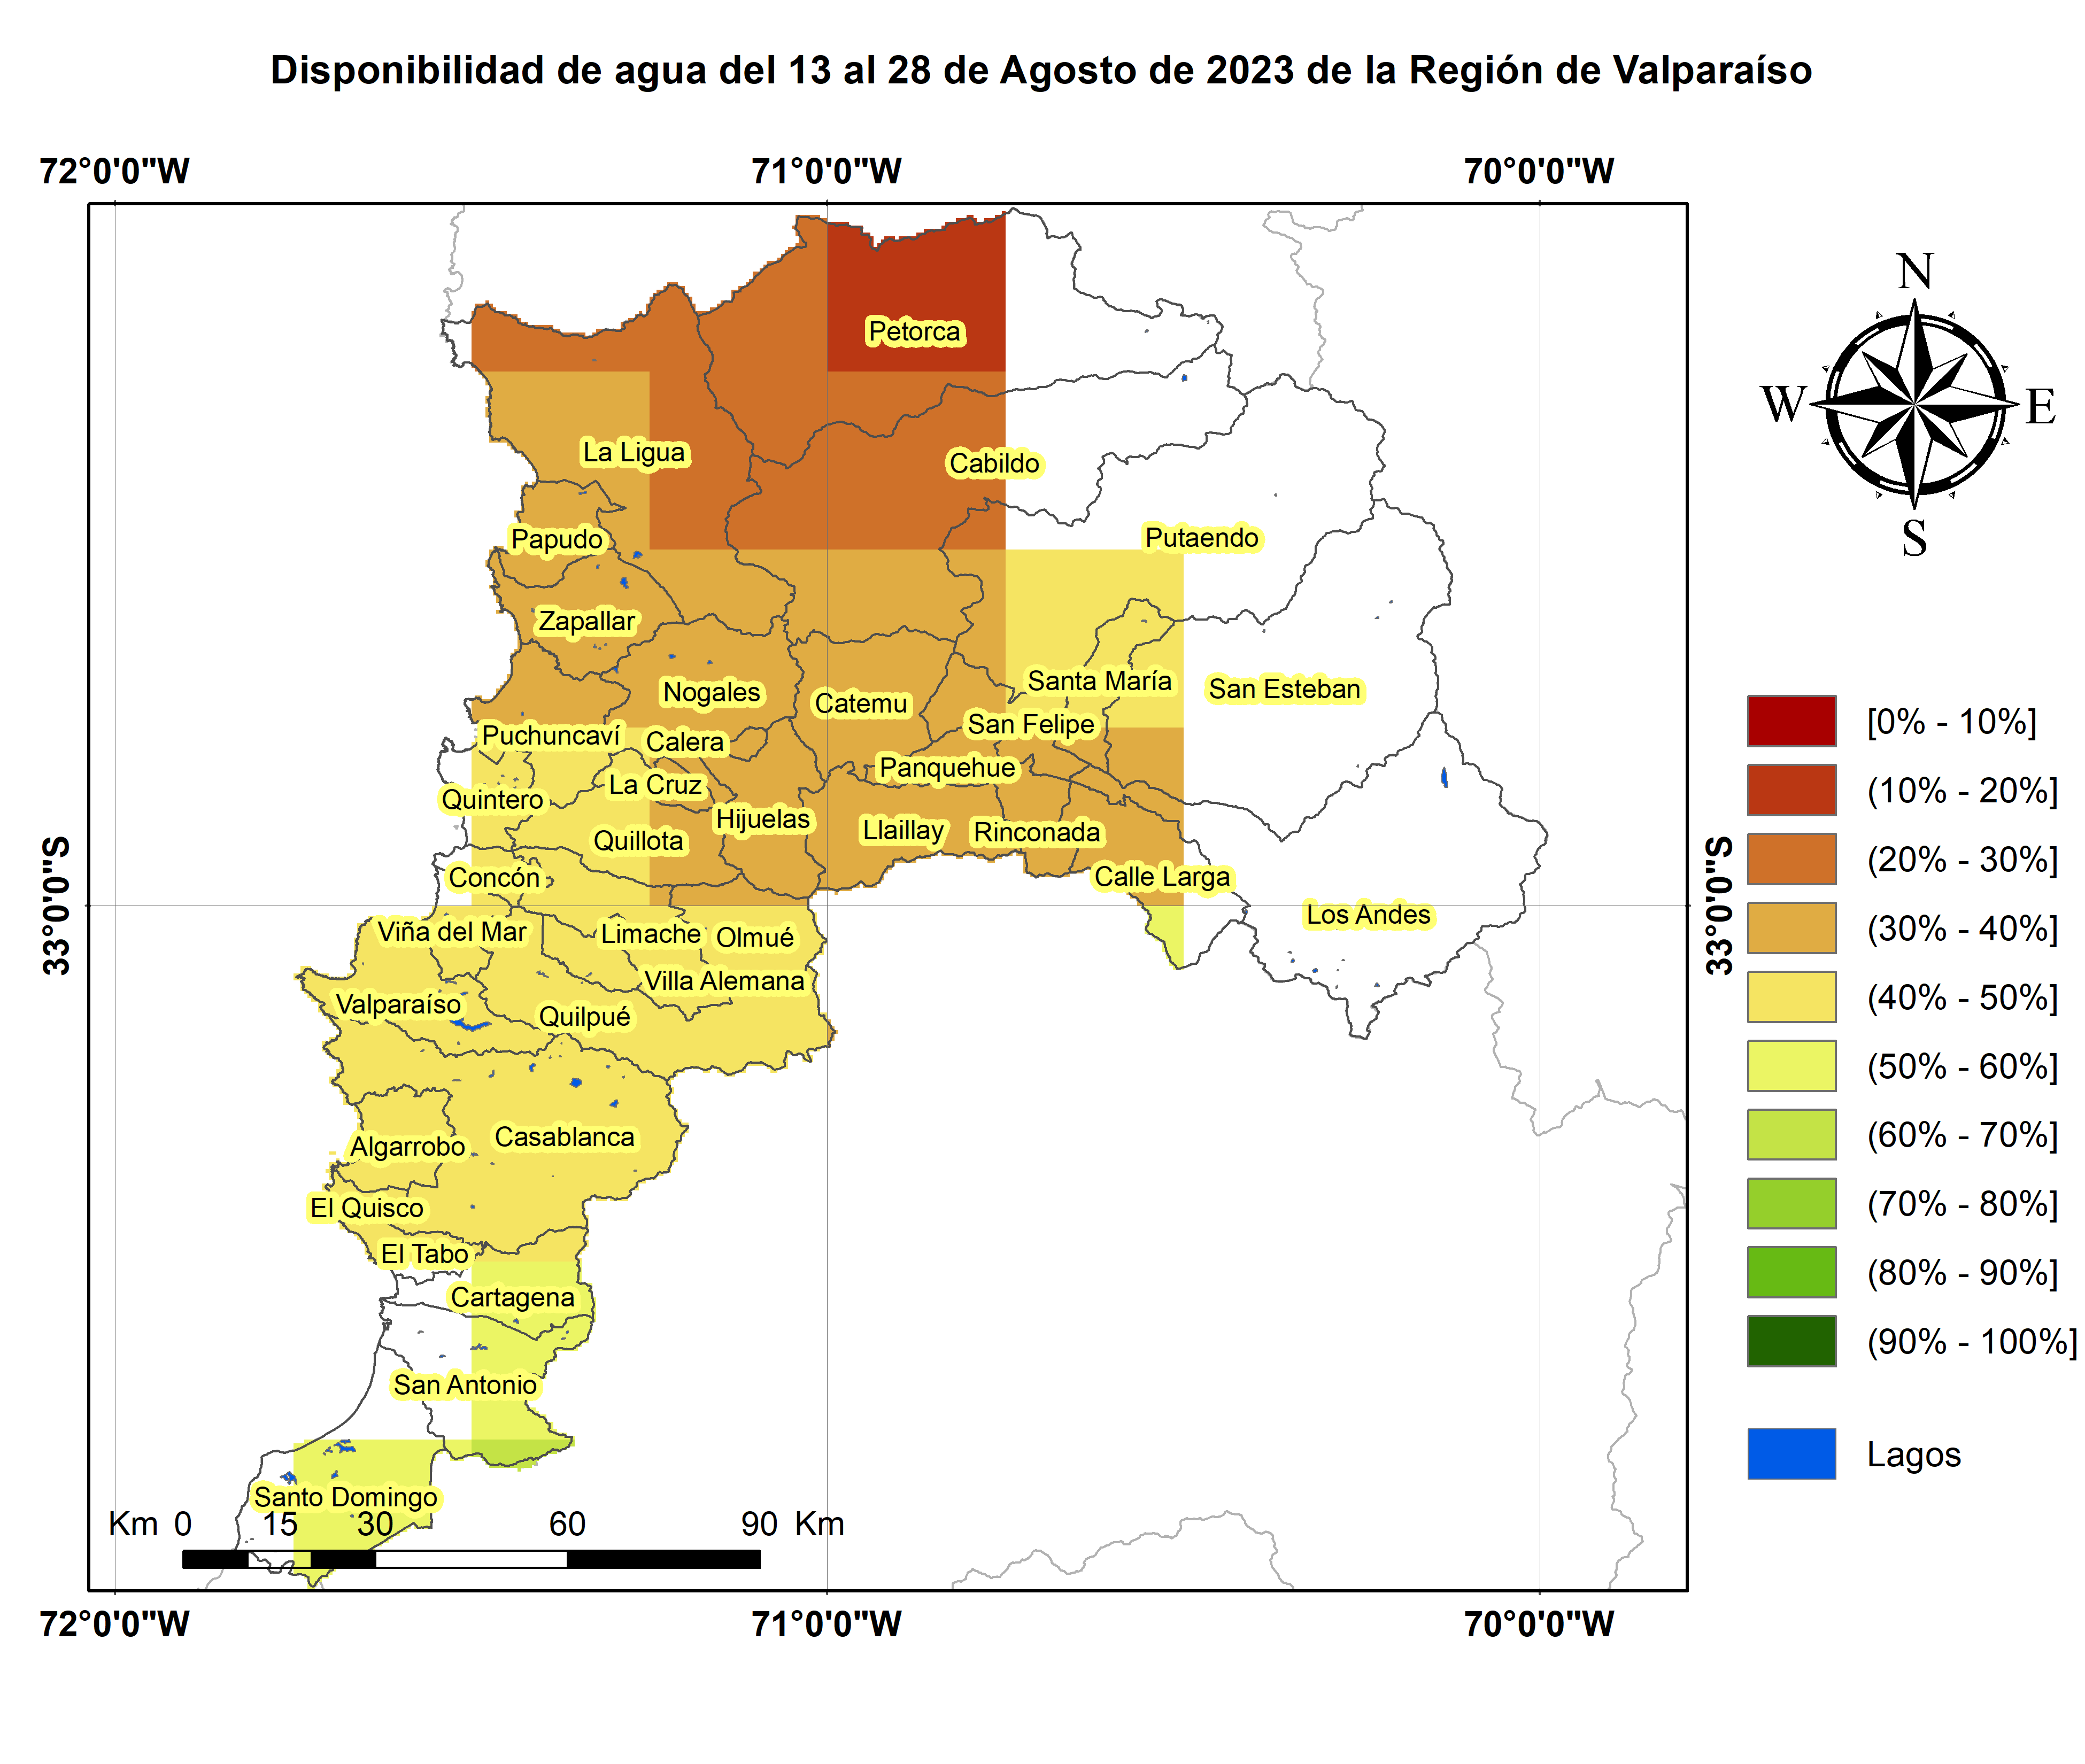 Disponibilidad de agua del 13 al 28 de Agosto de 2023 de la Región de Valparaíso
72°0'0"W 71°0'0"W 70°0'0"W
N
W E
S
Petorca
La Ligua
Cabildo
Papudo
Putaendo
Zapallar
Santa María
San Esteban
Nogales
Catemu
San Felipe
Puchuncaví
Calera
Panquehue
La Cruz
Quintero
Hijuelas
Llaillay
Rinconada
Quillota
Concón
Calle Larga
Los Andes
Viña del Mar
Limache
Olmué
Villa Alemana
Valparaíso
Quilpué
Casablanca
Algarrobo
El Quisco
El Tabo
Cartagena
San Antonio
Santo Domingo
33°0'0"S
33°0'0"S
[0% - 10%]
(10% - 20%]
(20% - 30%]
(30% - 40%]
(40% - 50%]
(50% - 60%]
(60% - 70%]
(70% - 80%]
(80% - 90%]
(90% - 100%]
Lagos
Km 0 15 30 60 90 Km
72°0'0"W 71°0'0"W 70°0'0"W